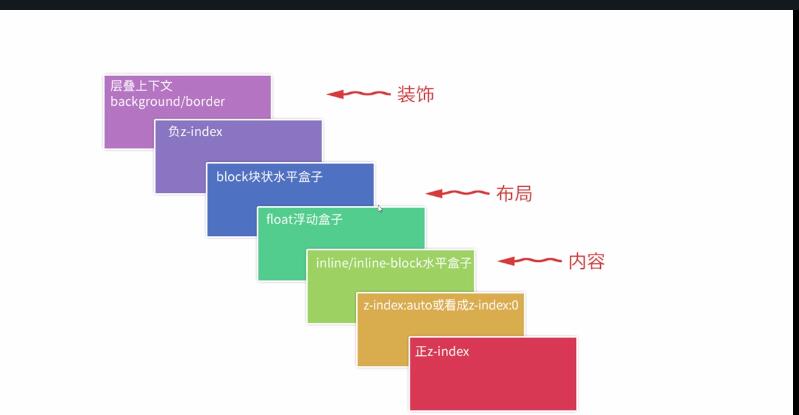 层叠上下文
background/border
装饰
负z-index
block块状水平盒子
布局
float浮动盒子
inline/inline-block水平盒子
内容
z-index:auto或看成z-index:0
正z-index